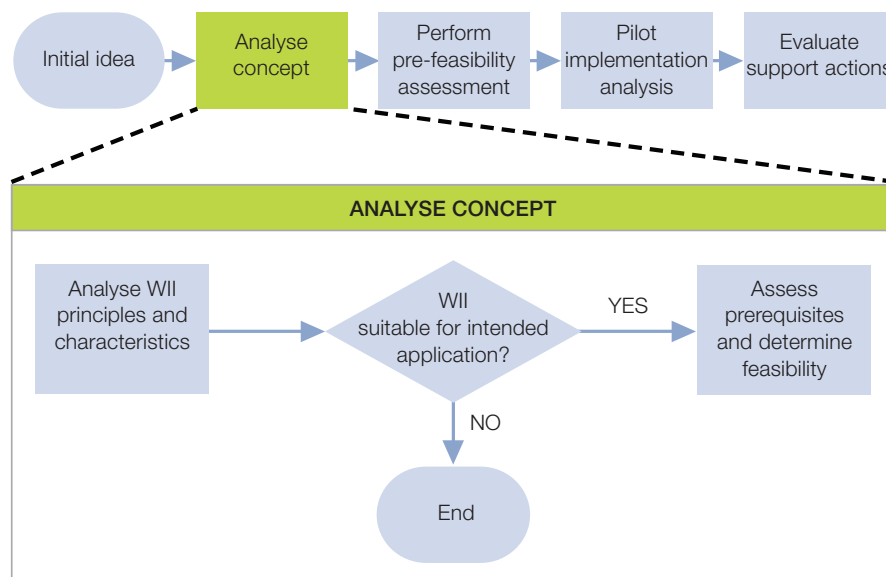 Initial idea
Analyse
concept
Perform
pre-feasibility
assessment
Pilot
implementation
analysis
Evaluate
support actions
ANALYSE CONCEPT
Analyse WII
principles and
characteristics
WII
suitable for intended
application?
YES
Assess
prerequisites
and determine
feasibility
NO
End